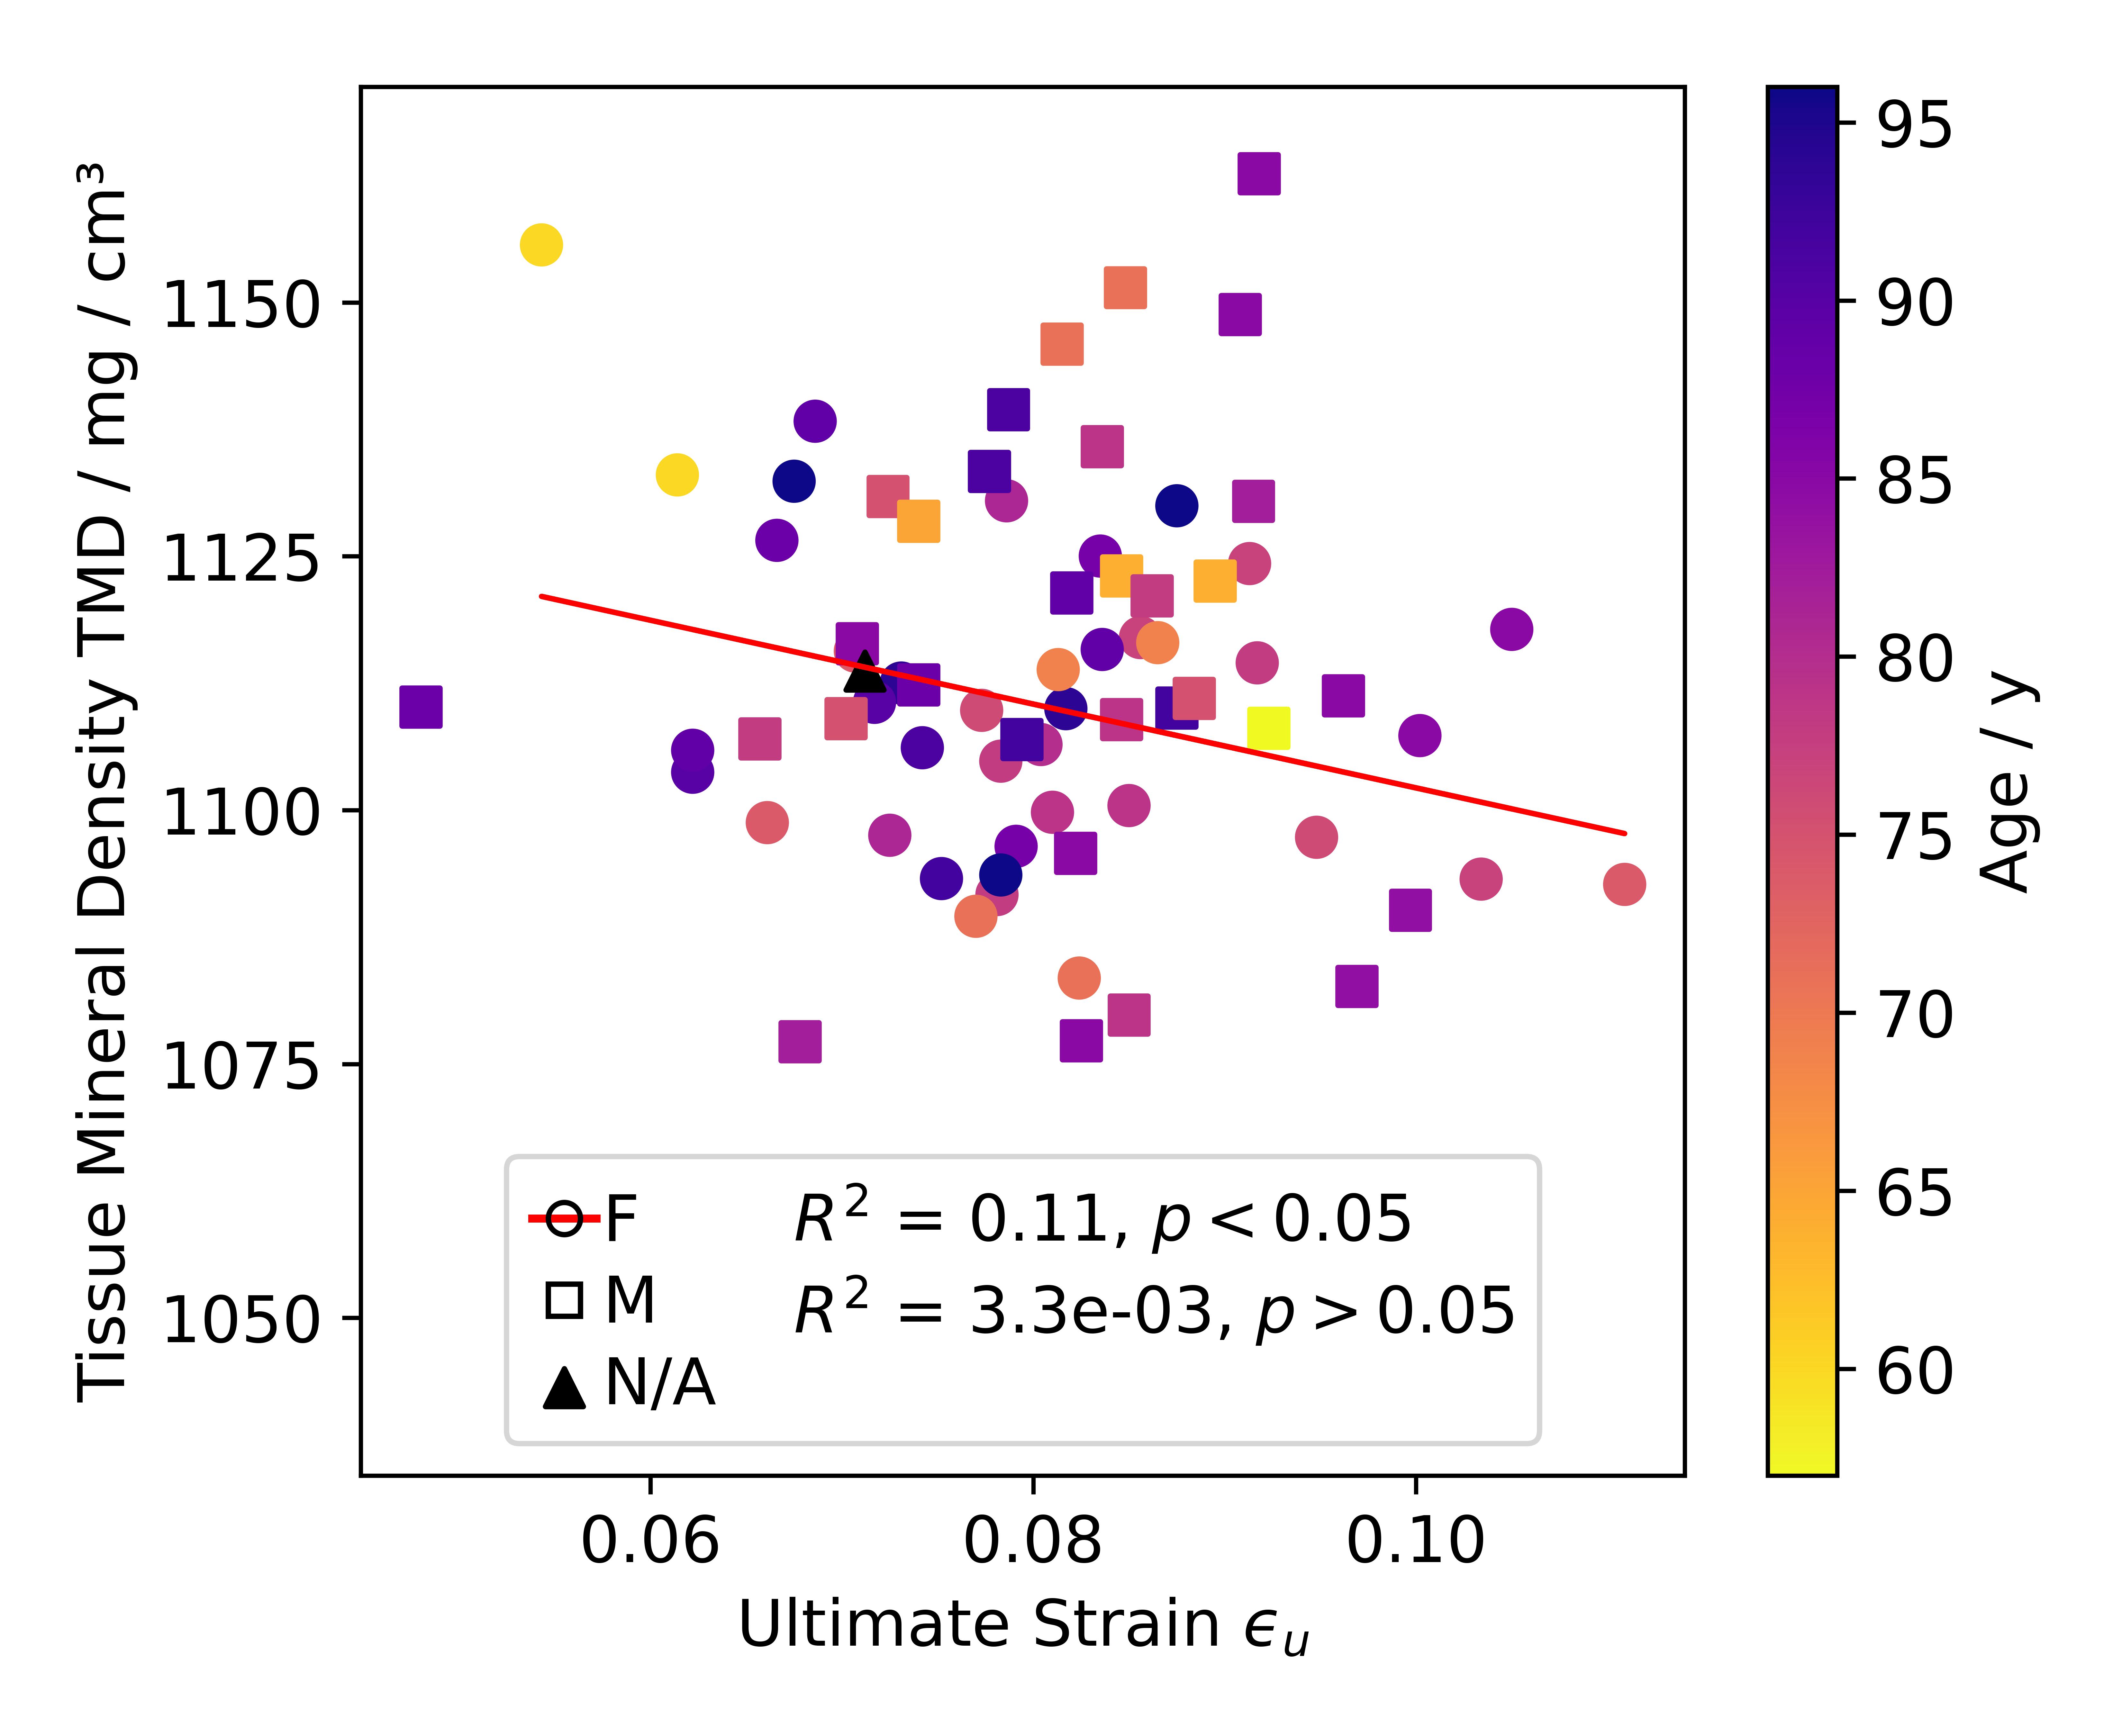 Tissue Mineral Density TMD / mg / cm³
1150
1125
1100
1075
1050
F R² = 0.11, p < 0.05
M R² = 3.3e-03, p > 0.05
N/A
0.06 0.08 0.10
Ultimate Strain ϵᵤ
95
90
85
80
75
70
65
60
Age / y